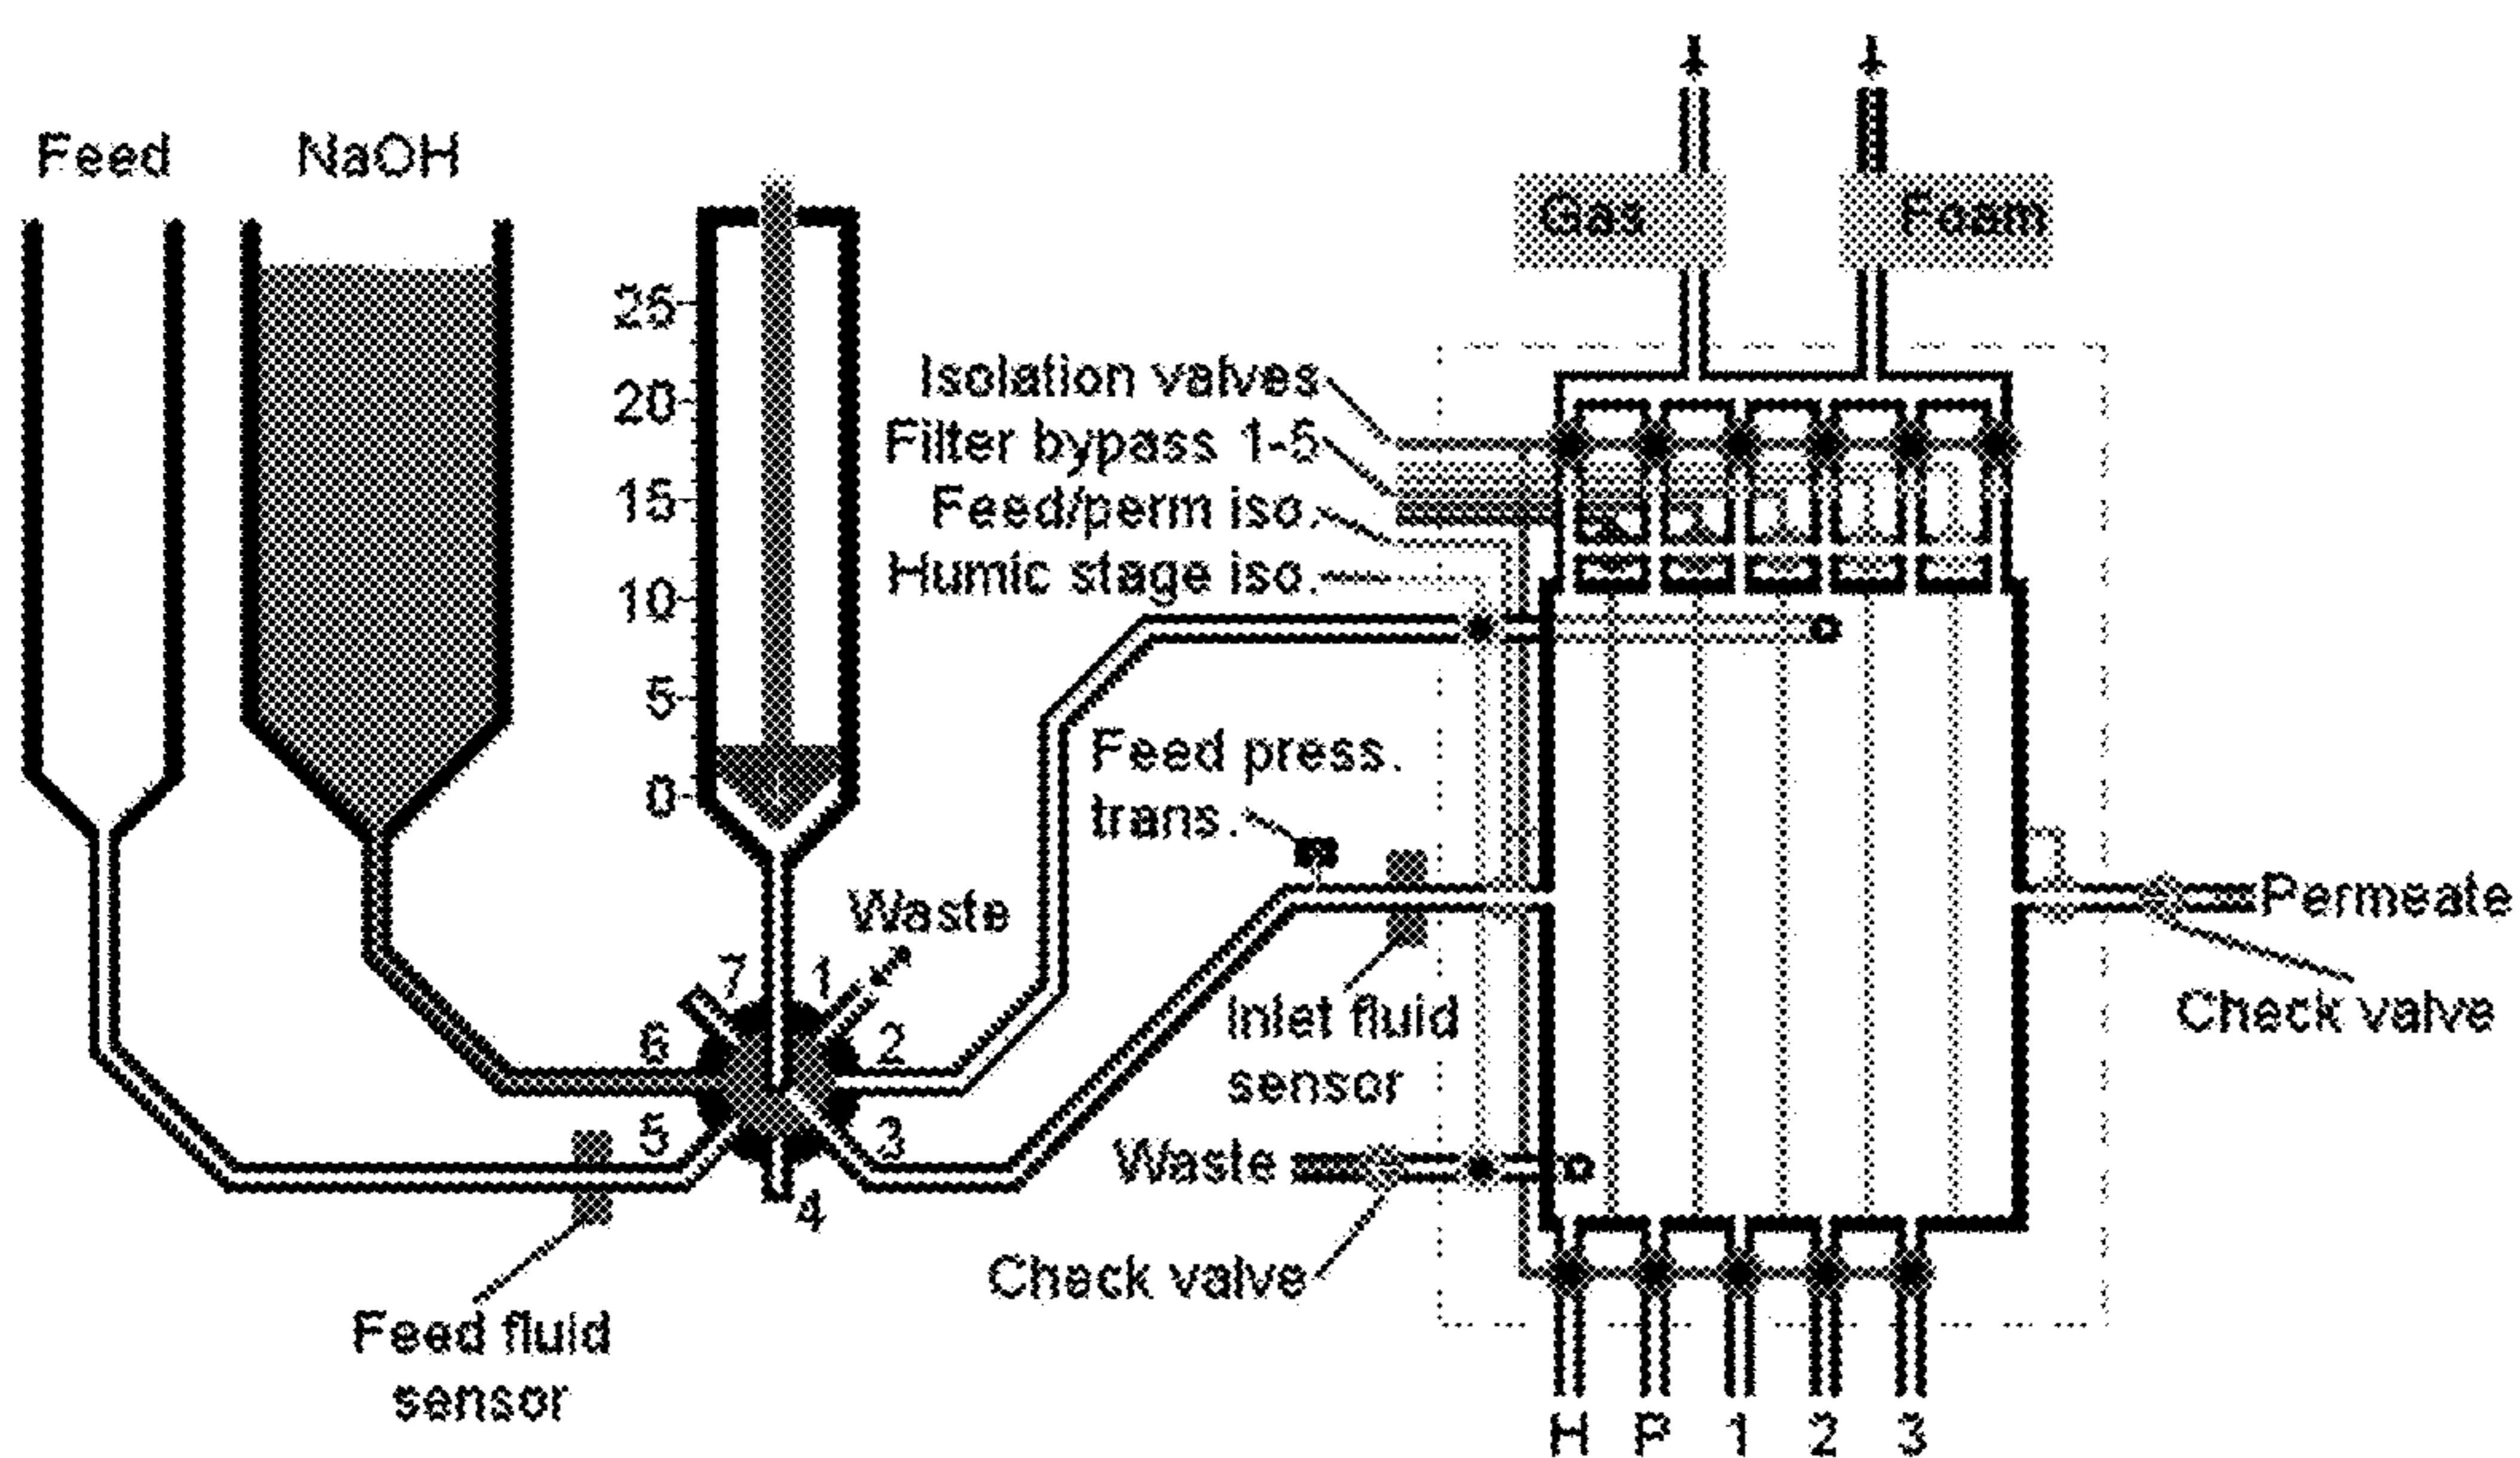 Feed
NaOH
Gas
Foam
25
20
15
10
5
0
Isolation valves
Filter bypass 1-5
Feed/perm iso.
Humic stage iso.
Feed press.
trans.
Waste
7
1
6
2
5
3
4
Inlet fluid
sensor
Permeate
Check valve
Waste
Check valve
Feed fluid
sensor
H
P
1
2
3